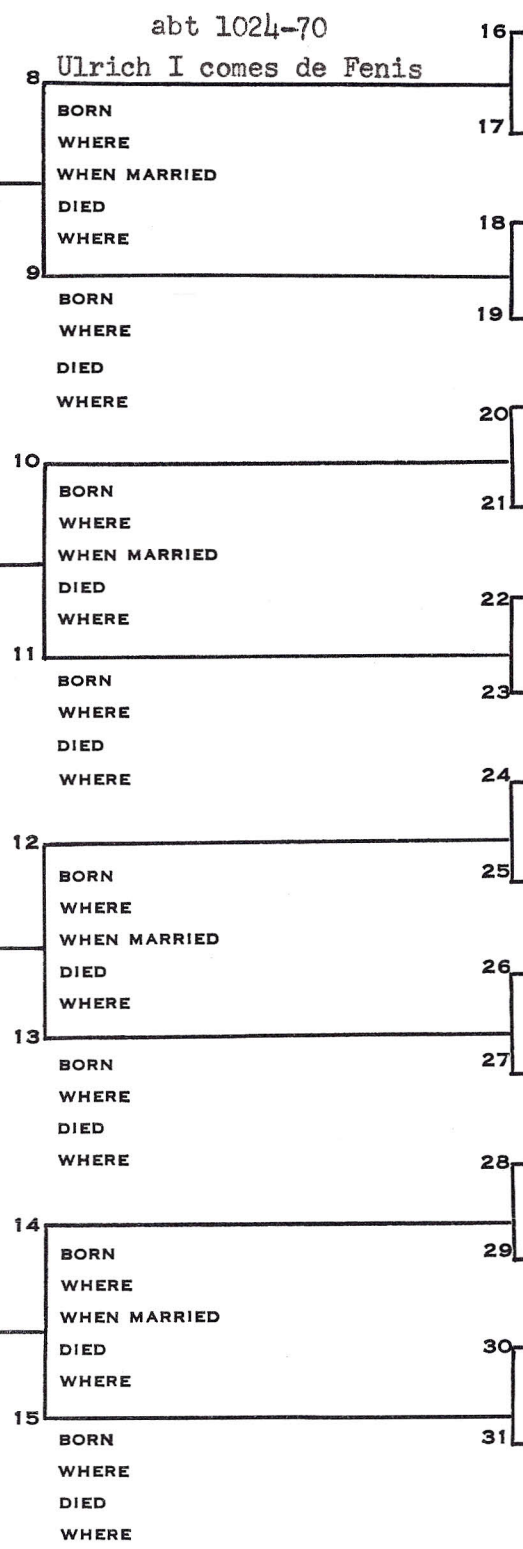 abt 1024-70
16
Ulrich I comes de Fenis
8
BORN
17
WHERE
WHEN MARRIED
DIED
18
WHERE
9
BORN
19
WHERE
DIED
WHERE
20
10
BORN
21
WHERE
WHEN MARRIED
DIED
22
WHERE
11
BORN
23
WHERE
DIED
WHERE
24
12
BORN
25
WHERE
WHEN MARRIED
DIED
26
WHERE
13
BORN
27
WHERE
DIED
WHERE
28
14
BORN
29
WHERE
WHEN MARRIED
DIED
30
WHERE
15
BORN
31
WHERE
DIED
WHERE